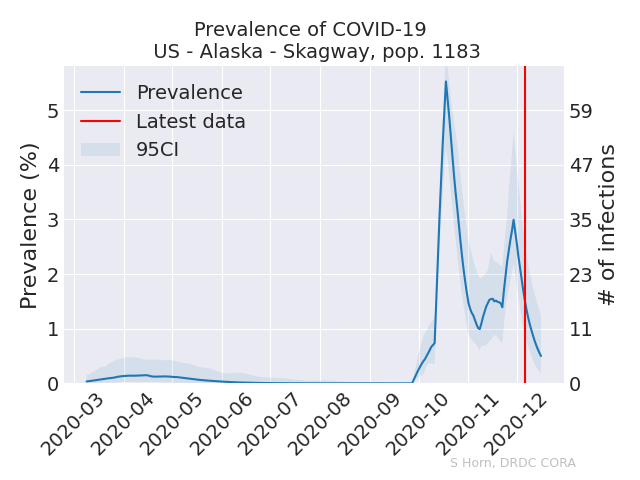 Prevalence of COVID-19
US - Alaska - Skagway, pop. 1183
Prevalence
Latest data
95CI
Prevalence (%)
5
4
3
2
1
0
# of infections
59
47
35
23
11
0
2020-03
2020-04
2020-05
2020-06
2020-07
2020-08
2020-09
2020-10
2020-11
2020-12
S Horn, DRDC CORA